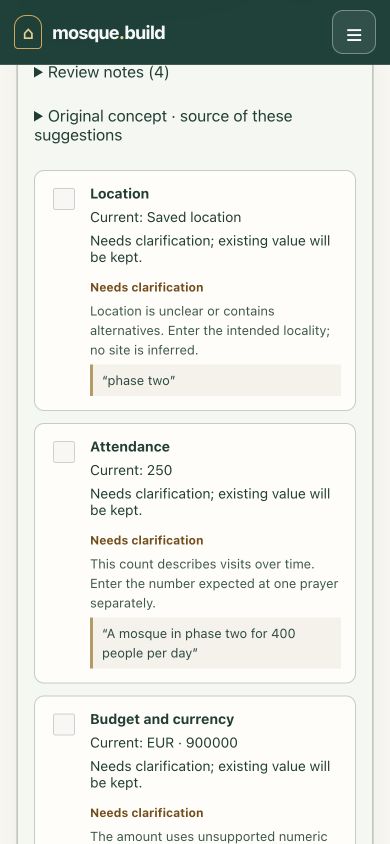 mosque.build
▶ Review notes (4)
▶ Original concept · source of these
suggestions
Location
Current: Saved location
Needs clarification; existing value will
be kept.
Needs clarification
Location is unclear or contains
alternatives. Enter the intended locality;
no site is inferred.
“phase two”
Attendance
Current: 250
Needs clarification; existing value will
be kept.
Needs clarification
This count describes visits over time.
Enter the number expected at one prayer
separately.
“A mosque in phase two for 400
people per day”
Budget and currency
Current: EUR · 900000
Needs clarification; existing value will
be kept.
Needs clarification
The amount uses unsupported numeric